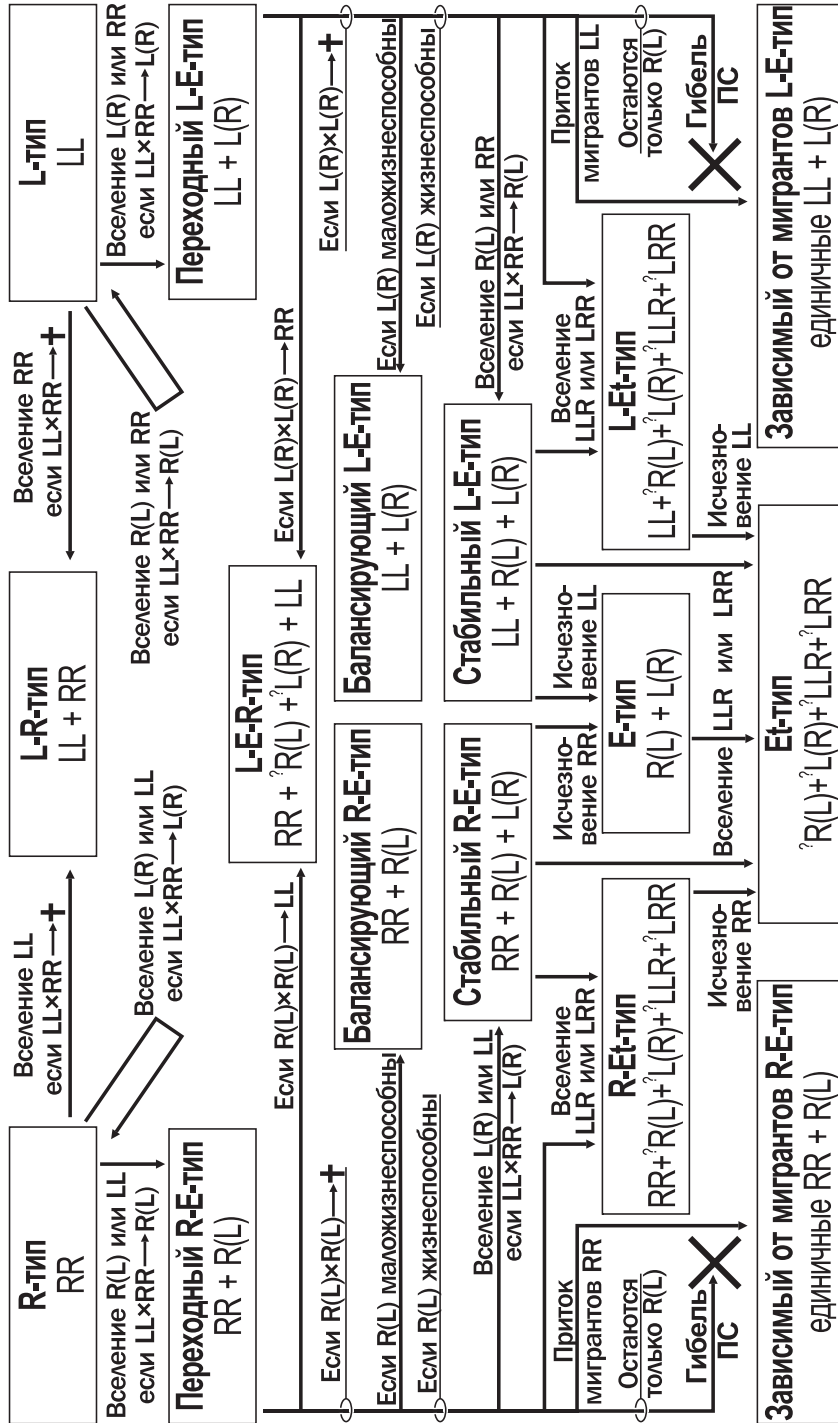 R-тип
RR
Вселение LL
если LL×RR→+
L-R-тип
LL + RR
Вселение RR
если LL×RR→+
L-тип
LL
Вселение R(L) или LL
если LL×RR→R(L)
Вселение L(R) или LL
если LL×RR→L(R)
Вселение R(L) или RR
если LL×RR→R(L)
Вселение L(R) или RR
если LL×RR→L(R)
Переходный R-E-тип
RR + R(L)
Переходный L-E-тип
LL + L(R)
Если R(L)×R(L)→LL
L-E-R-тип
RR + ?R(L) +?L(R) + LL
Если L(R)×L(R)→RR
Если R(L)×R(L)→+
Если L(R)×L(R)→+
Если R(L) маложизнеспособны
Балансирующий R-E-тип
RR + R(L)
Балансирующий L-E-тип
LL + L(R)
Если L(R) маложизнеспособны
Если R(L) жизнеспособны
Если L(R) жизнеспособны
Вселение L(R) или LL
если LL×RR→L(R)
Стабильный R-E-тип
RR + R(L) + L(R)
Стабильный L-E-тип
LL + R(L) + L(R)
Вселение R(L) или RR
если LL×RR→R(L)
Приток
мигрантов RR
Вселение
LLR или LRR
Исчезно-
вение RR
Исчезно-
вение LL
Вселение
LLR или LRR
Приток
мигрантов LL
R-Et-тип
RR+?R(L)+?L(R)+?LLR+?LRR
E-тип
R(L) + L(R)
L-Et-тип
LL+?R(L)+?L(R)+?LLR+?LRR
Остаются
только R(L)
Остаются
только R(L)
Гибель
ПС
Исчезно-
вение RR
Вселение LLR или LRR
Исчезно-
вение LL
Гибель
ПС
Зависимый от мигрантов R-E-тип
единичные RR + R(L)
Et-тип
?R(L)+?L(R)+?LLR+?LRR
Зависимый от мигрантов L-E-тип
единичные LL + L(R)